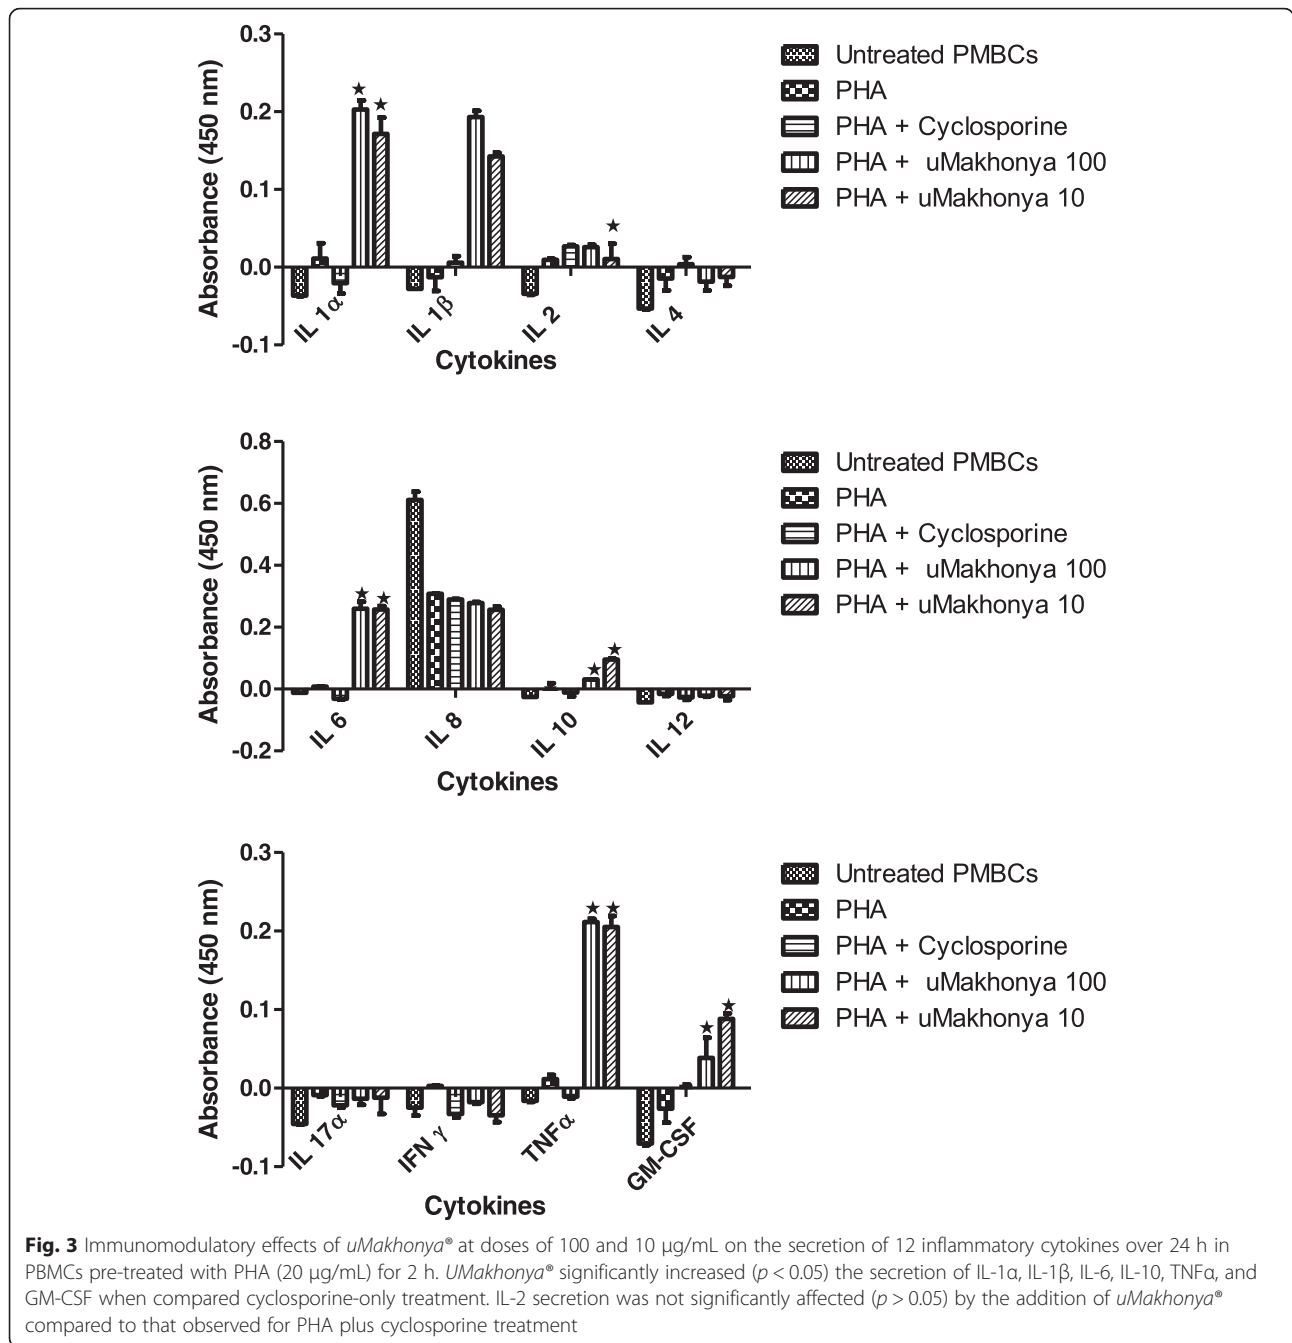 0.3
0.2
0.1
0.0
-0.1
Absorbance (450 nm)
★
★
★
IL 1α
IL 1β
IL 2
IL 4
Cytokines
Untreated PMBCs
PHA
PHA + Cyclosporine
PHA + uMakhonya 100
PHA + uMakhonya 10
0.8
0.6
0.4
0.2
0.0
-0.2
Absorbance (450 nm)
★
★
★
★
IL 6
IL 8
IL 10
IL 12
Cytokines
Untreated PMBCs
PHA
PHA + Cyclosporine
PHA + uMakhonya 100
PHA + uMakhonya 10
0.3
0.2
0.1
0.0
-0.1
Absorbance (450 nm)
★
★
★
★
IL 17α
IFN γ
TNFα
GM-CSF
Cytokines
Untreated PMBCs
PHA
PHA + Cyclosporine
PHA + uMakhonya 100
PHA + uMakhonya 10
Fig. 3 Immunomodulatory effects of uMakhonya® at doses of 100 and 10 μg/mL on the secretion of 12 inflammatory cytokines over 24 h in
PBMCs pre-treated with PHA (20 μg/mL) for 2 h. UMakhonya® significantly increased (p < 0.05) the secretion of IL-1α, IL-1β, IL-6, IL-10, TNFα, and
GM-CSF when compared cyclosporine-only treatment. IL-2 secretion was not significantly affected (p > 0.05) by the addition of uMakhonya®
compared to that observed for PHA plus cyclosporine treatment